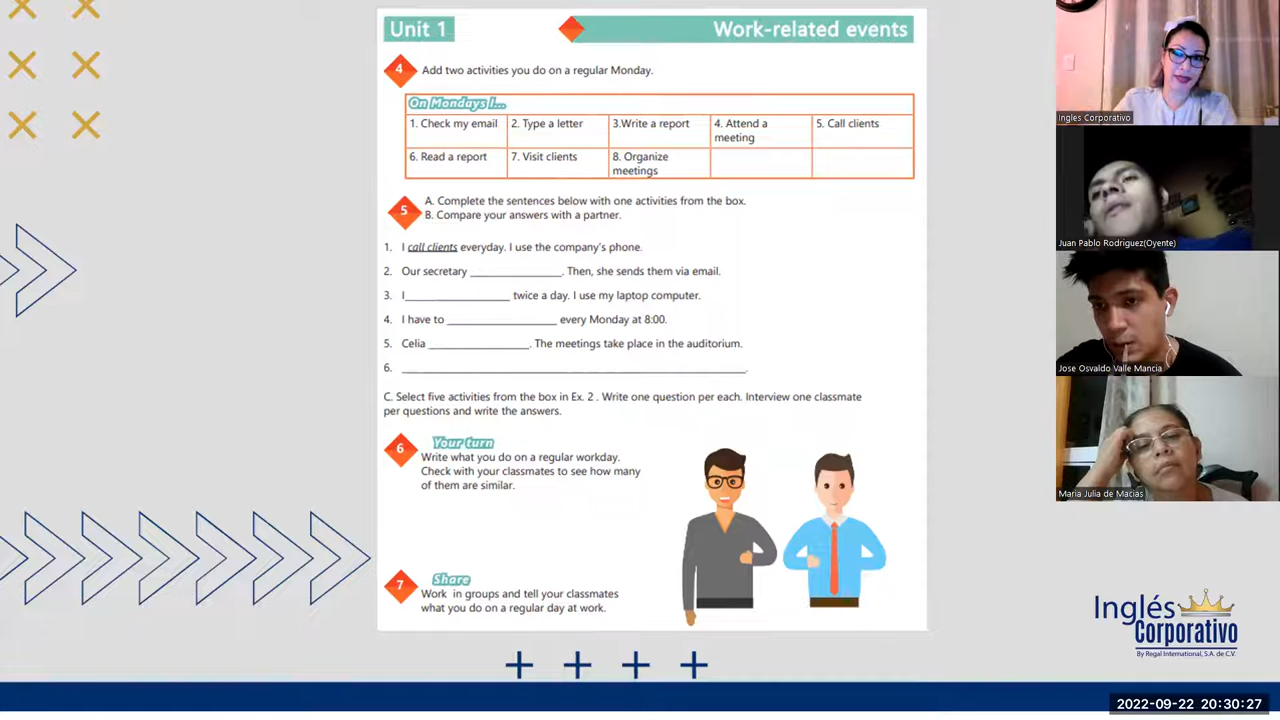 Unit 1
Work-related events
4
Add two activities you do on a regular Monday.
On Mondays I...
1. Check my email
2. Type a letter
3.Write a report
4. Attend a
meeting
5. Call clients
6. Read a report
7. Visit clients
8. Organize
meetings
5
A. Complete the sentences below with one activities from the box.
B. Compare your answers with a partner.
1. I call clients everyday. I use the company's phone.
2. Our secretary ______________. Then, she sends them via email.
3. I________________ twice a day. I use my laptop computer.
4. I have to _________________ every Monday at 8:00.
5. Celia _______________. The meetings take place in the auditorium.
6. _____________________________________________________.
C. Select five activities from the box in Ex. 2 . Write one question per each. Interview one classmate
per questions and write the answers.
6
Your turn
Write what you do on a regular workday.
Check with your classmates to see how many
of them are similar.
7
Share
Work in groups and tell your classmates
what you do on a regular day at work.
Ingles Corporativo
Juan Pablo Rodriguez(Oyente)
Jose Osvaldo Valle Mancia
Maria Julia de Macias
Inglés
Corporativo
By Regal International, S.A. de C.V.
2022-09-22 20:30:27